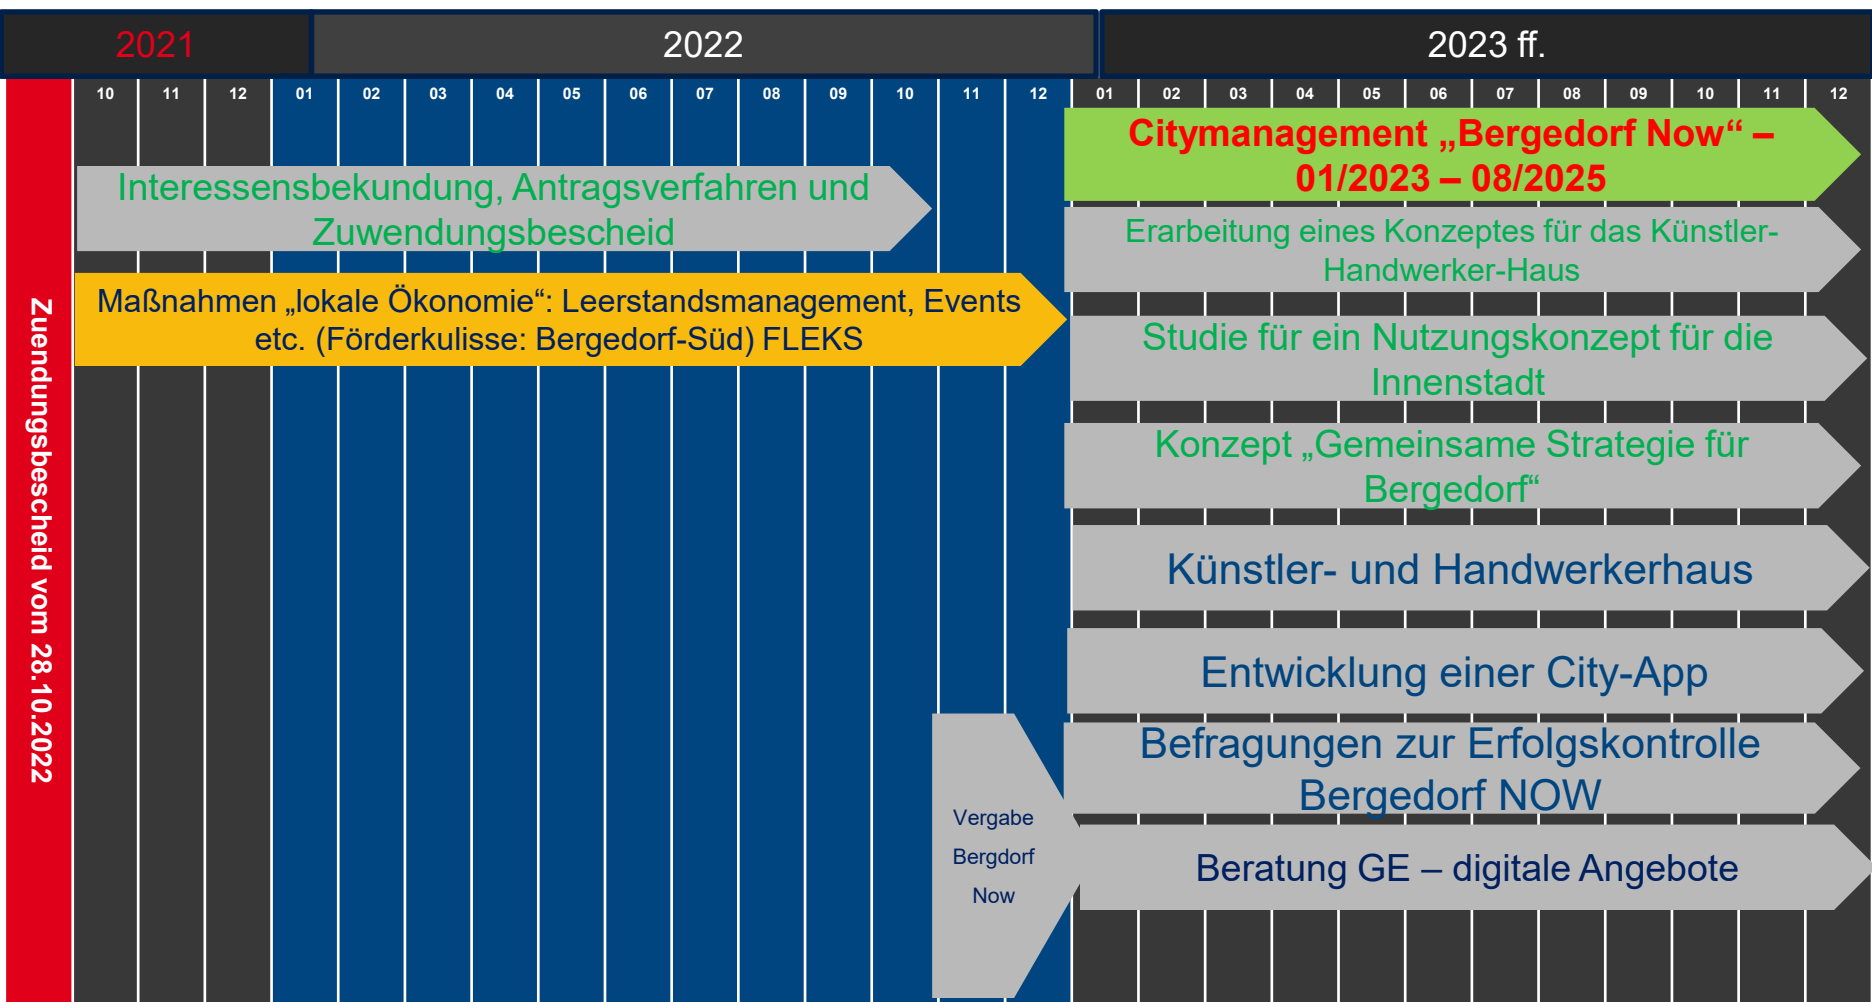 2021
2022
2023 ff.
10 11 12 01 02 03 04 05 06 07 08 09 10 11 12 01 02 03 04 05 06 07 08 09 10 11 12
Zuendungsbescheid vom 28.10.2022
Interessensbekundung, Antragsverfahren und
Zuwendungsbescheid
Maßnahmen „lokale Ökonomie“: Leerstandsmanagement, Events
etc. (Förderkulisse: Bergedorf-Süd) FLEKS
Vergabe
Bergdorf
Now
Citymanagement „Bergedorf Now“ –
01/2023 – 08/2025
Erarbeitung eines Konzeptes für das Künstler-
Handwerker-Haus
Studie für ein Nutzungskonzept für die
Innenstadt
Konzept „Gemeinsame Strategie für
Bergedorf“
Künstler- und Handwerkerhaus
Entwicklung einer City-App
Befragungen zur Erfolgskontrolle
Bergedorf NOW
Beratung GE – digitale Angebote